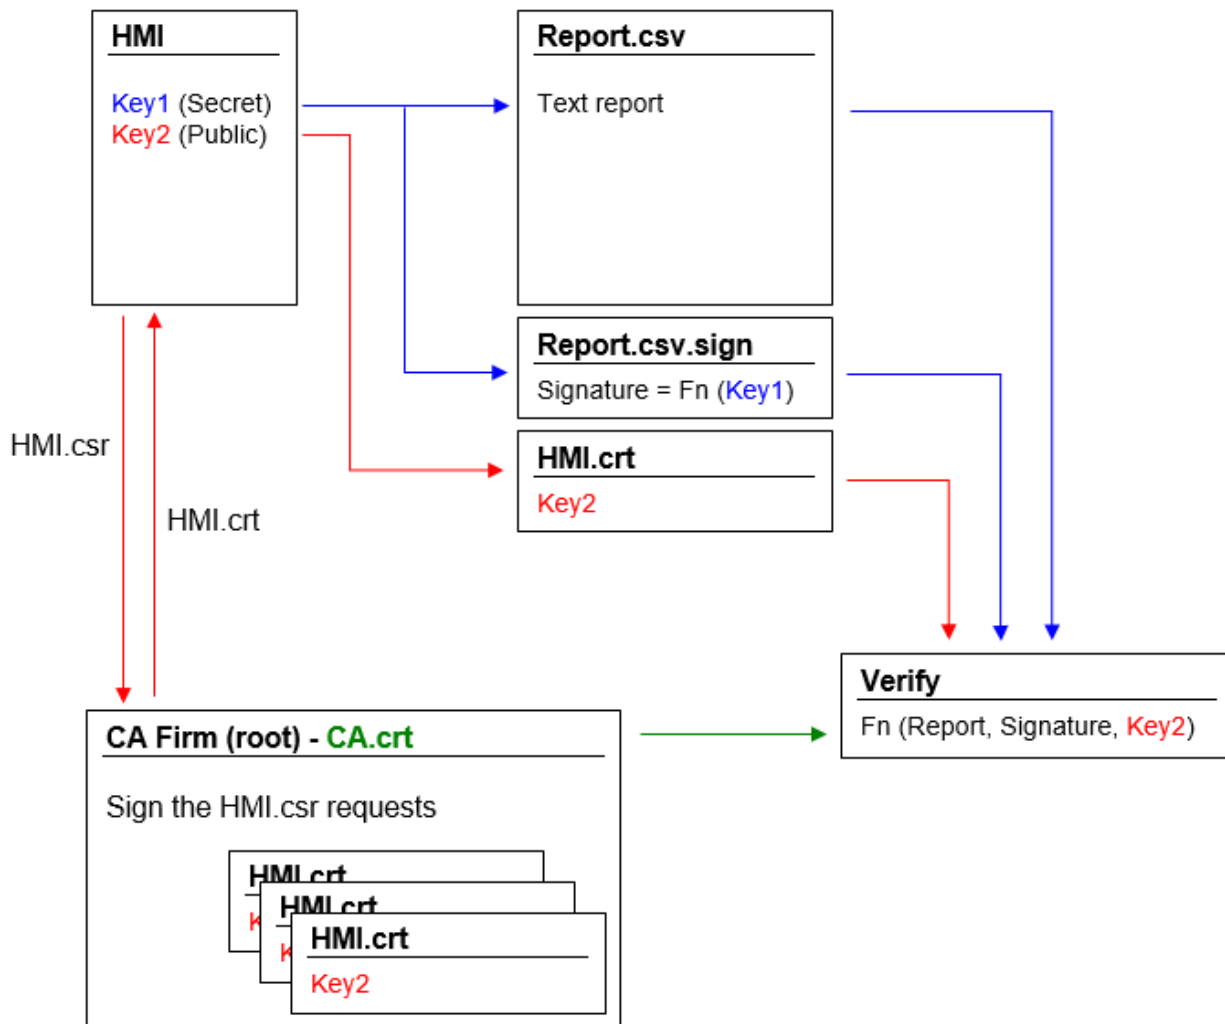 HMI
Key1 (Secret)
Key2 (Public)
Report.csv
Text report
Report.csv.sign
Signature = Fn (Key1)
HMI.crt
Key2
HMI.csr
HMI.crt
Verify
Fn (Report, Signature, Key2)
CA Firm (root) - CA.crt
Sign the HMI.csr requests
HMI.crt
K
HMI.crt
K
HMI.crt
Key2